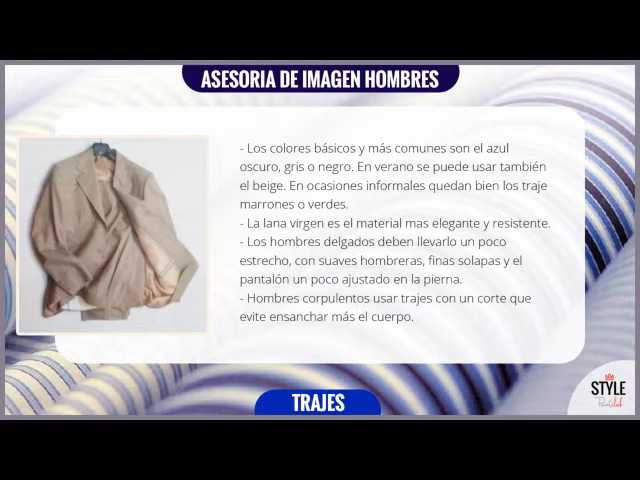 ASESORIA DE IMAGEN HOMBRES
- Los colores básicos y más comunes son el azul
oscuro, gris o negro. En verano se puede usar también
el beige. En ocasiones informales quedan bien los traje
marrones o verdes.
- La lana virgen es el material mas elegante y resistente.
- Los hombres delgados deben llevarlo un poco
estrecho, con suaves hombreras, finas solapas y el
pantalón un poco ajustado en la pierna.
- Hombres corpulentos usar trajes con un corte que
evite ensanchar más el cuerpo.
TRAJES
STYLE